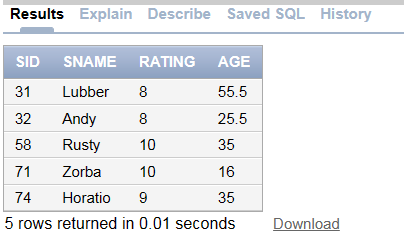 Results Explain Describe Saved SQL History
SID SNAME RATING AGE
31 Lubber 8 55.5
32 Andy 8 25.5
58 Rusty 10 35
71 Zorba 10 16
74 Horatio 9 35
5 rows returned in 0.01 seconds Download